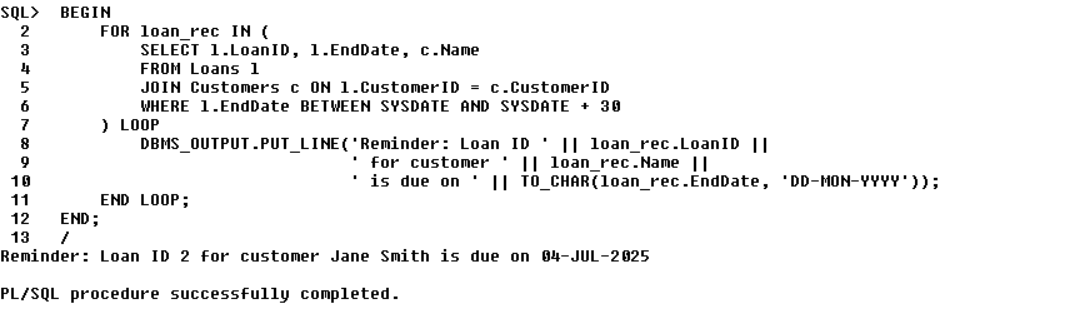 SQL>  BEGIN
  2       FOR loan_rec IN (
  3           SELECT l.LoanID, l.EndDate, c.Name
  4           FROM Loans l
  5           JOIN Customers c ON l.CustomerID = c.CustomerID
  6           WHERE l.EndDate BETWEEN SYSDATE AND SYSDATE + 30
  7       ) LOOP
  8           DBMS_OUTPUT.PUT_LINE('Reminder: Loan ID ' || loan_rec.LoanID ||
  9                                ' for customer ' || loan_rec.Name ||
 10                                ' is due on ' || TO_CHAR(loan_rec.EndDate, 'DD-MON-YYYY'));
 11       END LOOP;
 12   END;
 13   /
Reminder: Loan ID 2 for customer Jane Smith is due on 04-JUL-2025
PL/SQL procedure successfully completed.